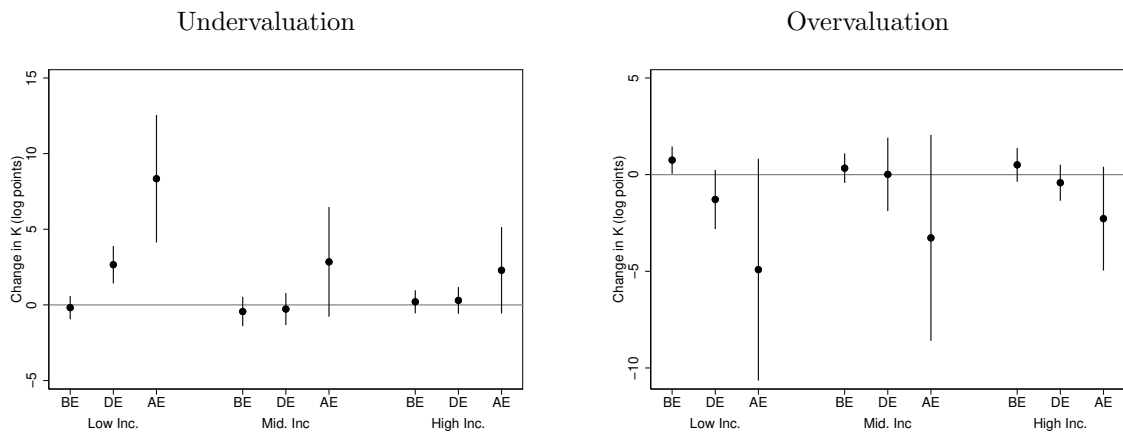 Undervaluation
Change in K (log points)
15
10
5
0
−5
BE DE AE BE DE AE BE DE AE
Low Inc. Mid. Inc High Inc.
Overvaluation
Change in K (log points)
5
0
−5
−10
BE DE AE BE DE AE BE DE AE
Low Inc. Mid. Inc High Inc.